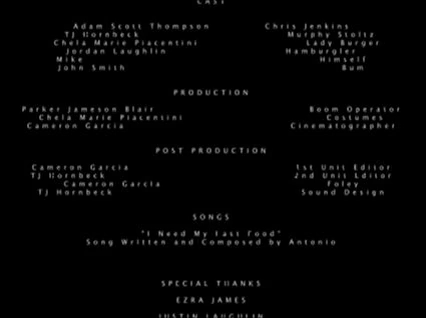 CAST
Adam Scott Thompson Chris Jenkins
TJ Hornbeck Murphy Stoltz
Chela Marie Piacentini Lady Burger
Jordan Laughlin Hamburgler
Mike Himself
John Smith Bum
PRODUCTION
Parker Jameson Blair Boom Operator
Chela Marie Piacentini Costumes
Cameron Garcia Cinematographer
POST PRODUCTION
Cameron Garcia 1st Unit Editor
TJ Hornbeck 2nd Unit Editor
Cameron Garcia Foley
TJ Hornbeck Sound Design
SONGS
"I Need My Fast Food"
Song Written and Composed by Antonio
SPECIAL THANKS
EZRA JAMES
JUSTIN LAUGHLIN